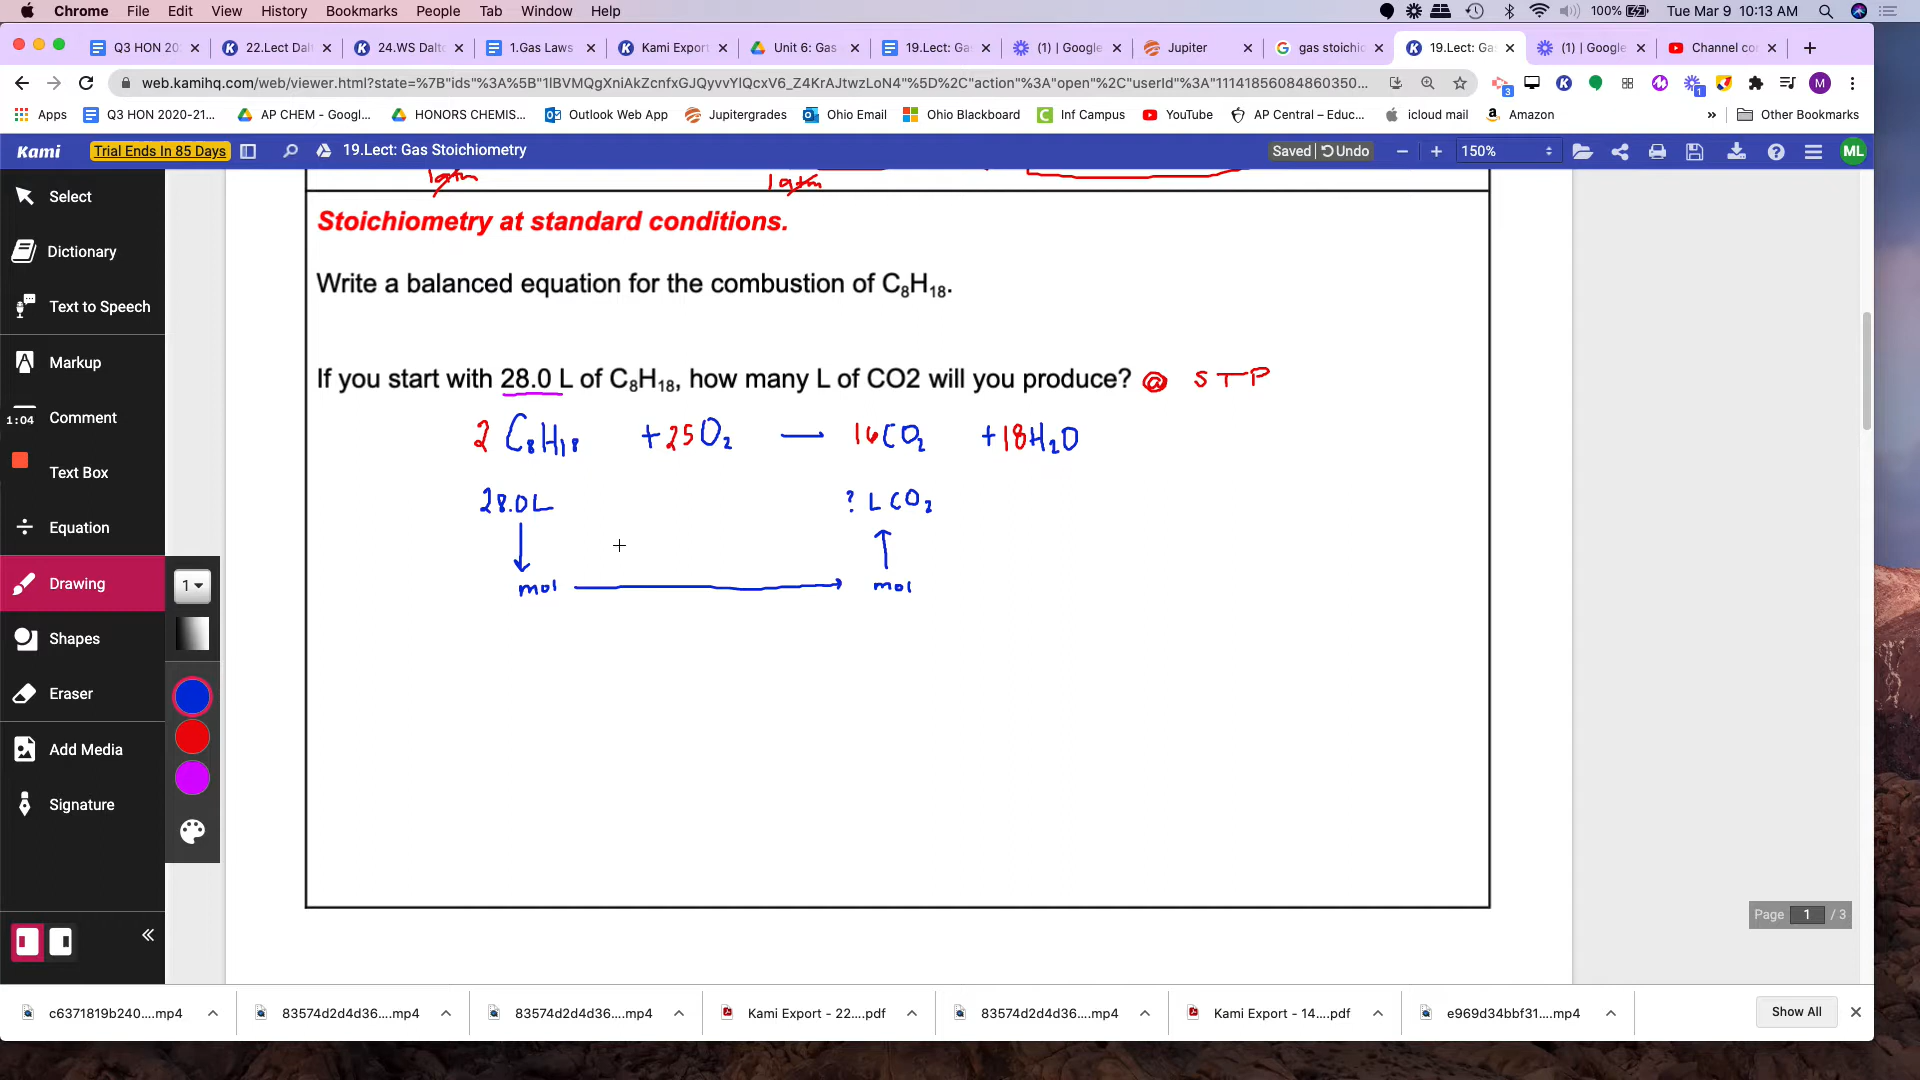 Chrome File Edit View History Bookmarks People Tab Window Help 100% Tue Mar 9 10:13 AM
Q3 HON 20 22.Lect Dalt 24.WS Dalto 1.Gas Laws Kami Export Unit 6: Gas 19.Lect: Ga (1) | Google Jupiter gas stoichio 19.Lect: Ga (1) | Google Channel co
web.kamihq.com/web/viewer.html?state=%7B"ids"%3A%5B"1lBVMQgXniAkZcnfxGJQyvvYlQcxV6_Z4KrAJtwzLoN4"%5D%2C"action"%3A"open"%2C"userId"%3A"11141856084860350...
Apps Q3 HON 2020-21... AP CHEM - Googl... HONORS CHEMIS... Outlook Web App Jupitergrades Ohio Email Ohio Blackboard Inf Campus YouTube AP Central – Educ... icloud mail Amazon » Other Bookmarks
Kami Trial Ends In 85 Days 19.Lect: Gas Stoichiometry Saved Undo 150% ML
1 atm 1 atm
Select
Dictionary
Text to Speech
Markup
1:04 Comment
Text Box
Equation
Drawing 1
Shapes
Eraser
Add Media
Signature
Stoichiometry at standard conditions.
Write a balanced equation for the combustion of C₈H₁₈.
If you start with 28.0 L of C₈H₁₈, how many L of CO2 will you produce? @ STP
2 C₈H₁₈ + 25 O₂ — 16 CO₂ + 18 H₂O
28.0L ? L CO₂
mol mol
Page 1 / 3
c6371819b240....mp4 83574d2d4d36....mp4 83574d2d4d36....mp4 Kami Export - 22....pdf 83574d2d4d36....mp4 Kami Export - 14....pdf e969d34bbf31....mp4 Show All